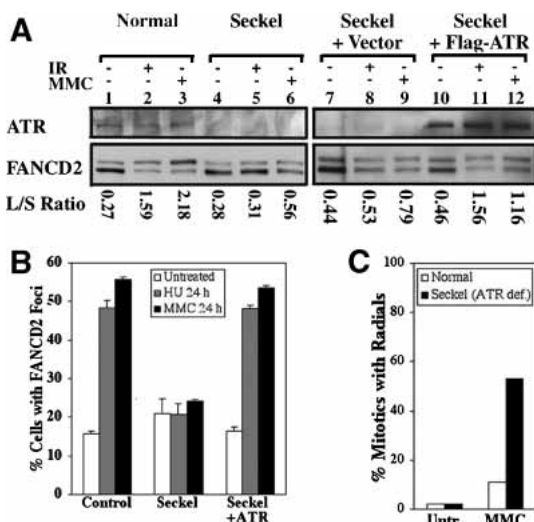 A
Normal Seckel Seckel + Vector Seckel + Flag-ATR
IR - + - - + - - + - - + -
MMC - - + - - + - - + - - +
1 2 3 4 5 6 7 8 9 10 11 12
ATR
FANCD2
L/S Ratio 0.27 1.59 2.18 0.28 0.31 0.56 0.44 0.53 0.79 0.46 1.56 1.16
B
% Cells with FANCD2 Foci
60
50
40
30
20
10
0
Untreated
HU 24 h
MMC 24 h
Control Seckel Seckel +ATR
C
Normal
Seckel (ATR def.)
% Mitotics with Radials
100
80
60
40
20
0
Untr MMC